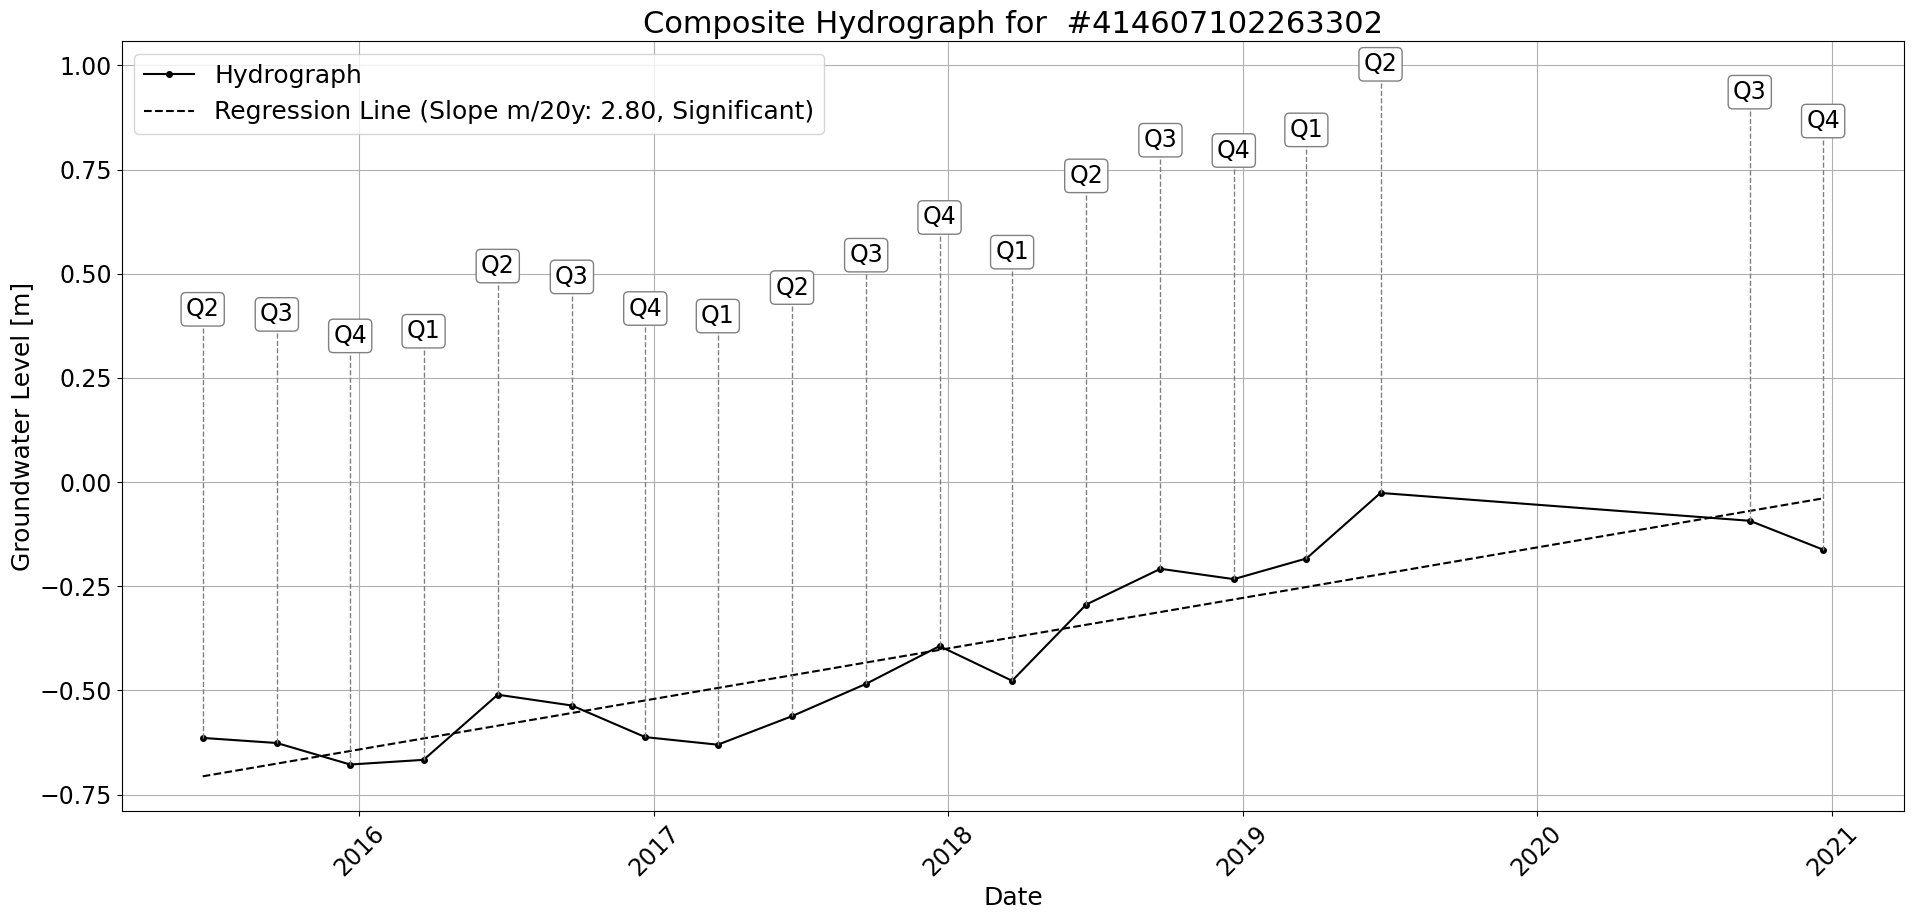 Composite Hydrograph for  #414607102263302
Hydrograph
Regression Line (Slope m/20y: 2.80, Significant)
Groundwater Level [m]
1.00
0.75
0.50
0.25
0.00
−0.25
−0.50
−0.75
Q2
Q3
Q4
Q1
Q2
Q3
Q4
Q1
Q2
Q3
Q4
Q1
Q2
Q3
Q4
Q1
Q2
Q3
Q4
2016
2017
2018
2019
2020
2021
Date